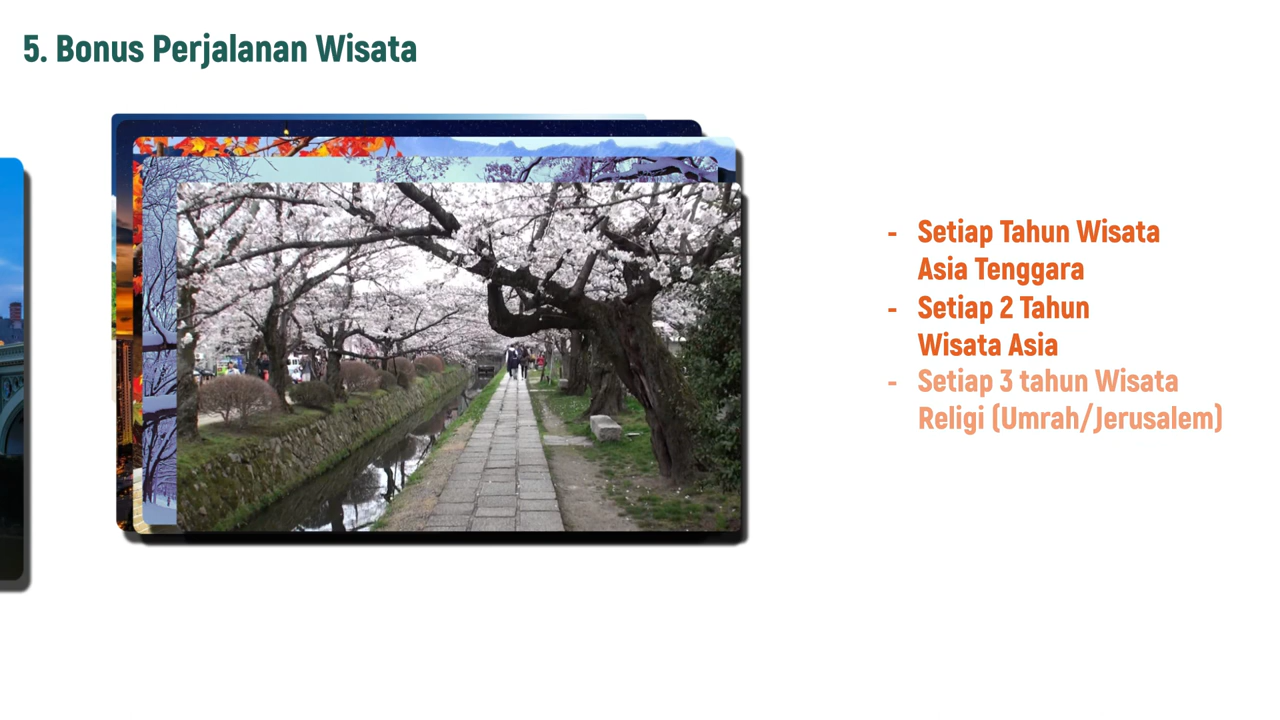 5. Bonus Perjalanan Wisata
- Setiap Tahun Wisata
Asia Tenggara
- Setiap 2 Tahun
Wisata Asia
- Setiap 3 tahun Wisata
Religi (Umrah/Jerusalem)